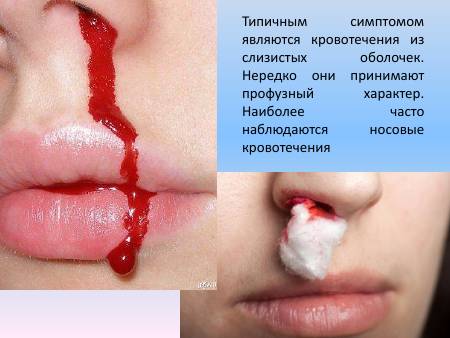 Типичным симптомом
являются кровотечения из
слизистых оболочек.
Нередко они принимают
профузный характер.
Наиболее часто
наблюдаются носовые
кровотечения